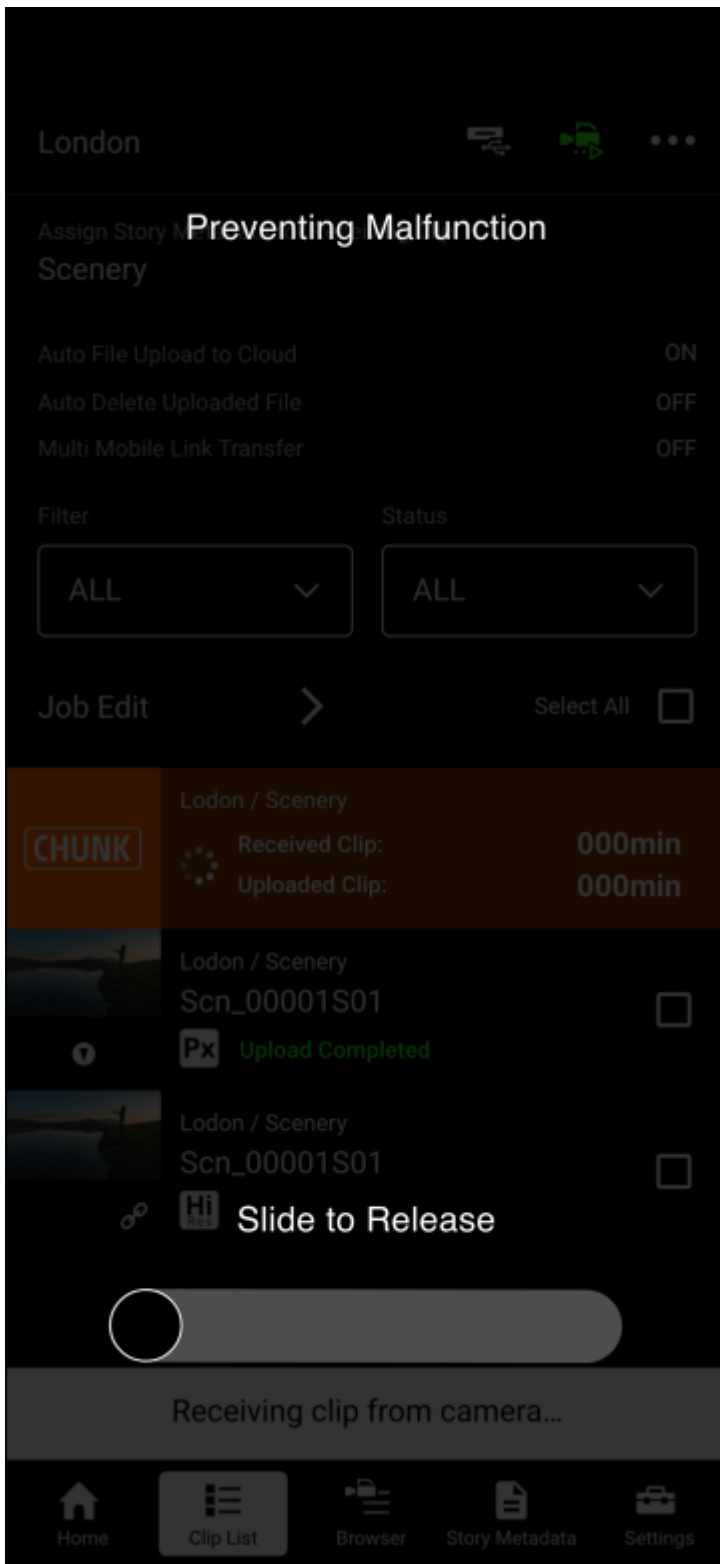 London
Preventing Malfunction
Assign Story M
Scenery
Auto File Upload to Cloud ON
Auto Delete Uploaded File OFF
Multi Mobile Link Transfer OFF
Filter Status
ALL ALL
Job Edit Select All
Lodon / Scenery
CHUNK
Received Clip: 000min
Uploaded Clip: 000min
Lodon / Scenery
Scn_00001S01
Px Upload Completed
Lodon / Scenery
Scn_00001S01
Hi
Res
Slide to Release
Receiving clip from camera...
Home Clip List Browser Story Metadata Settings